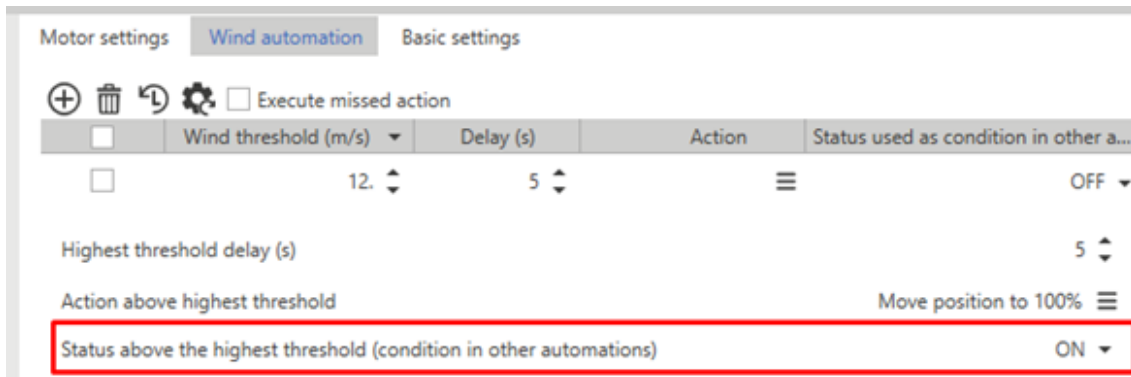 Motor settings Wind automation Basic settings
Execute missed action
Wind threshold (m/s) Delay (s) Action Status used as condition in other a...
12. 5 OFF
Highest threshold delay (s) 5
Action above highest threshold Move position to 100%
Status above the highest threshold (condition in other automations) ON